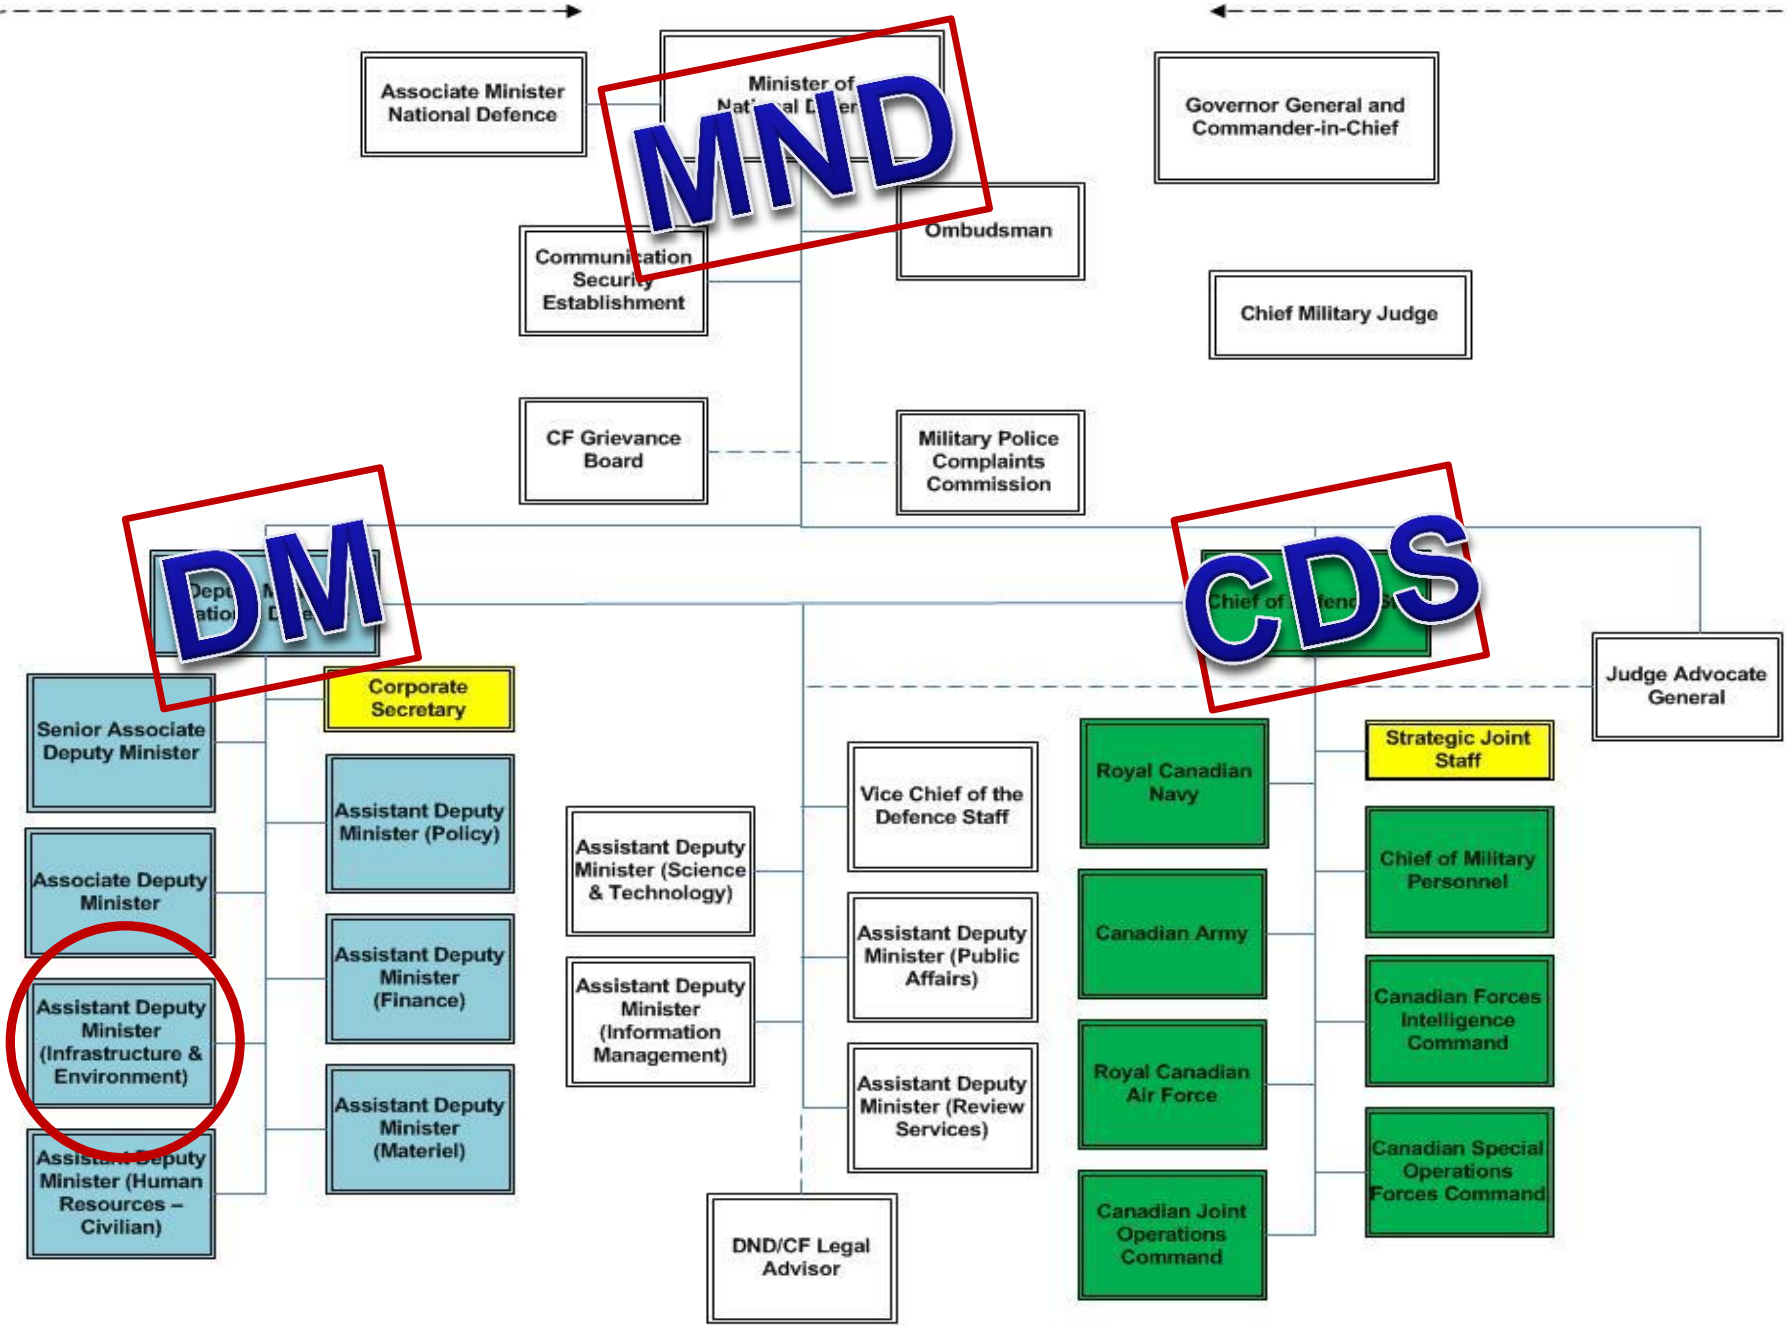 Associate Minister
National Defence
Minister of
MND
Governor General and
Commander-in-Chief
Communication
Security
Establishment
Ombudsman
Chief Military Judge
CF Grievance
Board
Military Police
Complaints
Commission
DM
CDS
Chief of
Judge Advocate
General
Senior Associate
Deputy Minister
Corporate
Secretary
Associate Deputy
Minister
Assistant Deputy
Minister (Policy)
Assistant Deputy
Minister
(Infrastructure &
Environment)
Assistant Deputy
Minister
(Finance)
Assistant Deputy
Minister (Human
Resources –
Civilian)
Assistant Deputy
Minister
(Materiel)
Assistant Deputy
Minister (Science
& Technology)
Assistant Deputy
Minister
(Information
Management)
Vice Chief of the
Defence Staff
Assistant Deputy
Minister (Public
Affairs)
Assistant Deputy
Minister (Review
Services)
DND/CF Legal
Advisor
Royal Canadian
Navy
Canadian Army
Royal Canadian
Air Force
Canadian Joint
Operations
Command
Strategic Joint
Staff
Chief of Military
Personnel
Canadian Forces
Intelligence
Command
Canadian Special
Operations
Forces Command